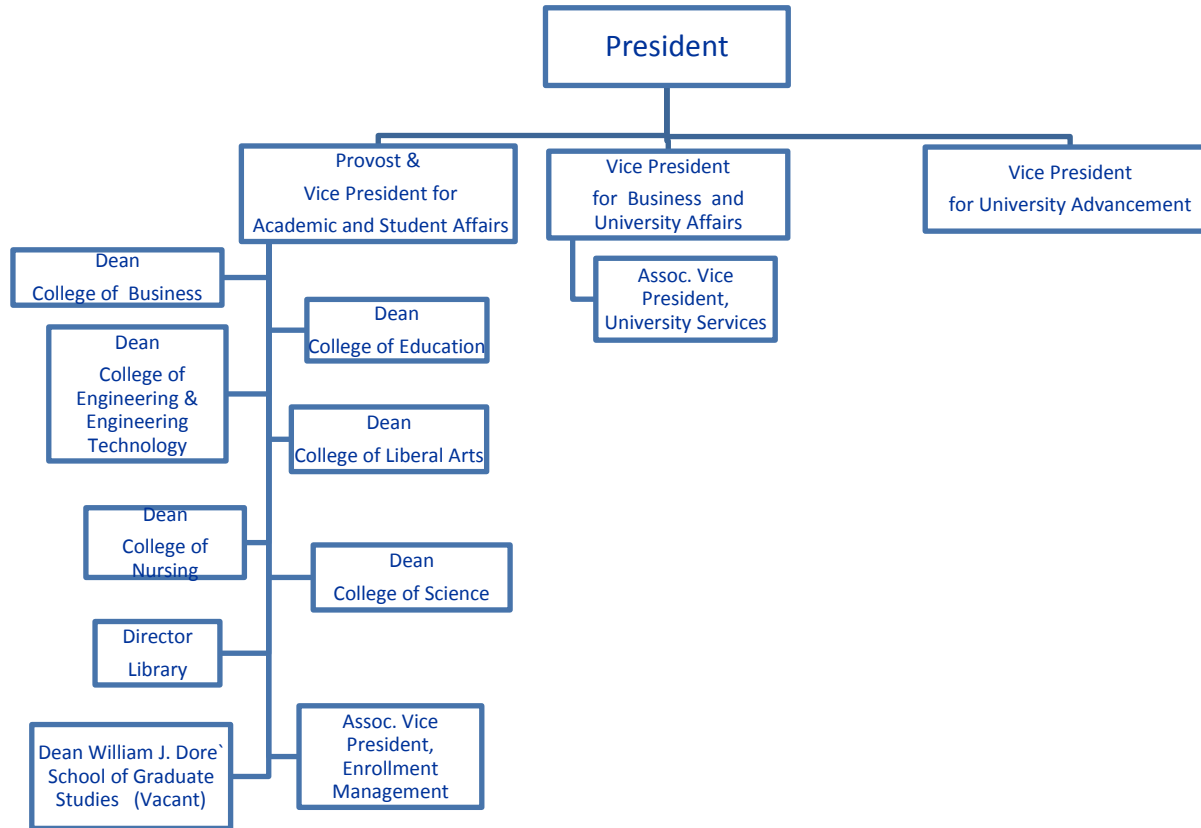 President
Provost &
Vice President for
Academic and Student Affairs
Vice President
for Business and
University Affairs
Vice President
for University Advancement
Assoc. Vice
President,
University Services
Dean
College of Business
Dean
College of Education
Dean
College of
Engineering &
Engineering
Technology
Dean
College of Liberal Arts
Dean
College of
Nursing
Dean
College of Science
Director
Library
Assoc. Vice
President,
Enrollment
Management
Dean William J. Dore`
School of Graduate
Studies (Vacant)